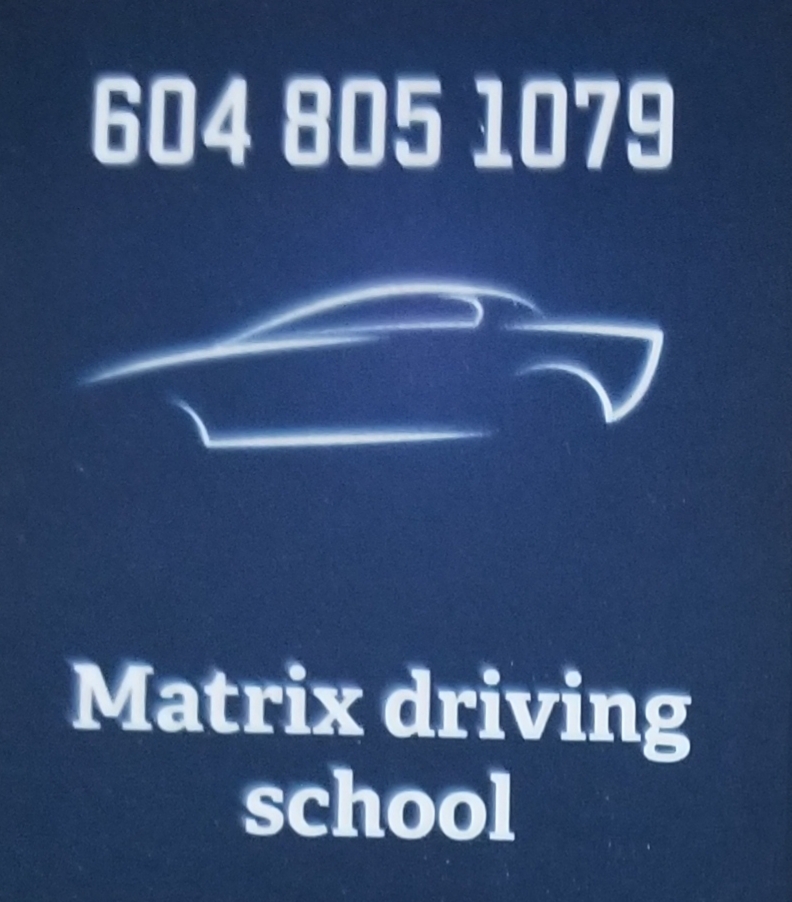 604 805 1079
Matrix driving
school